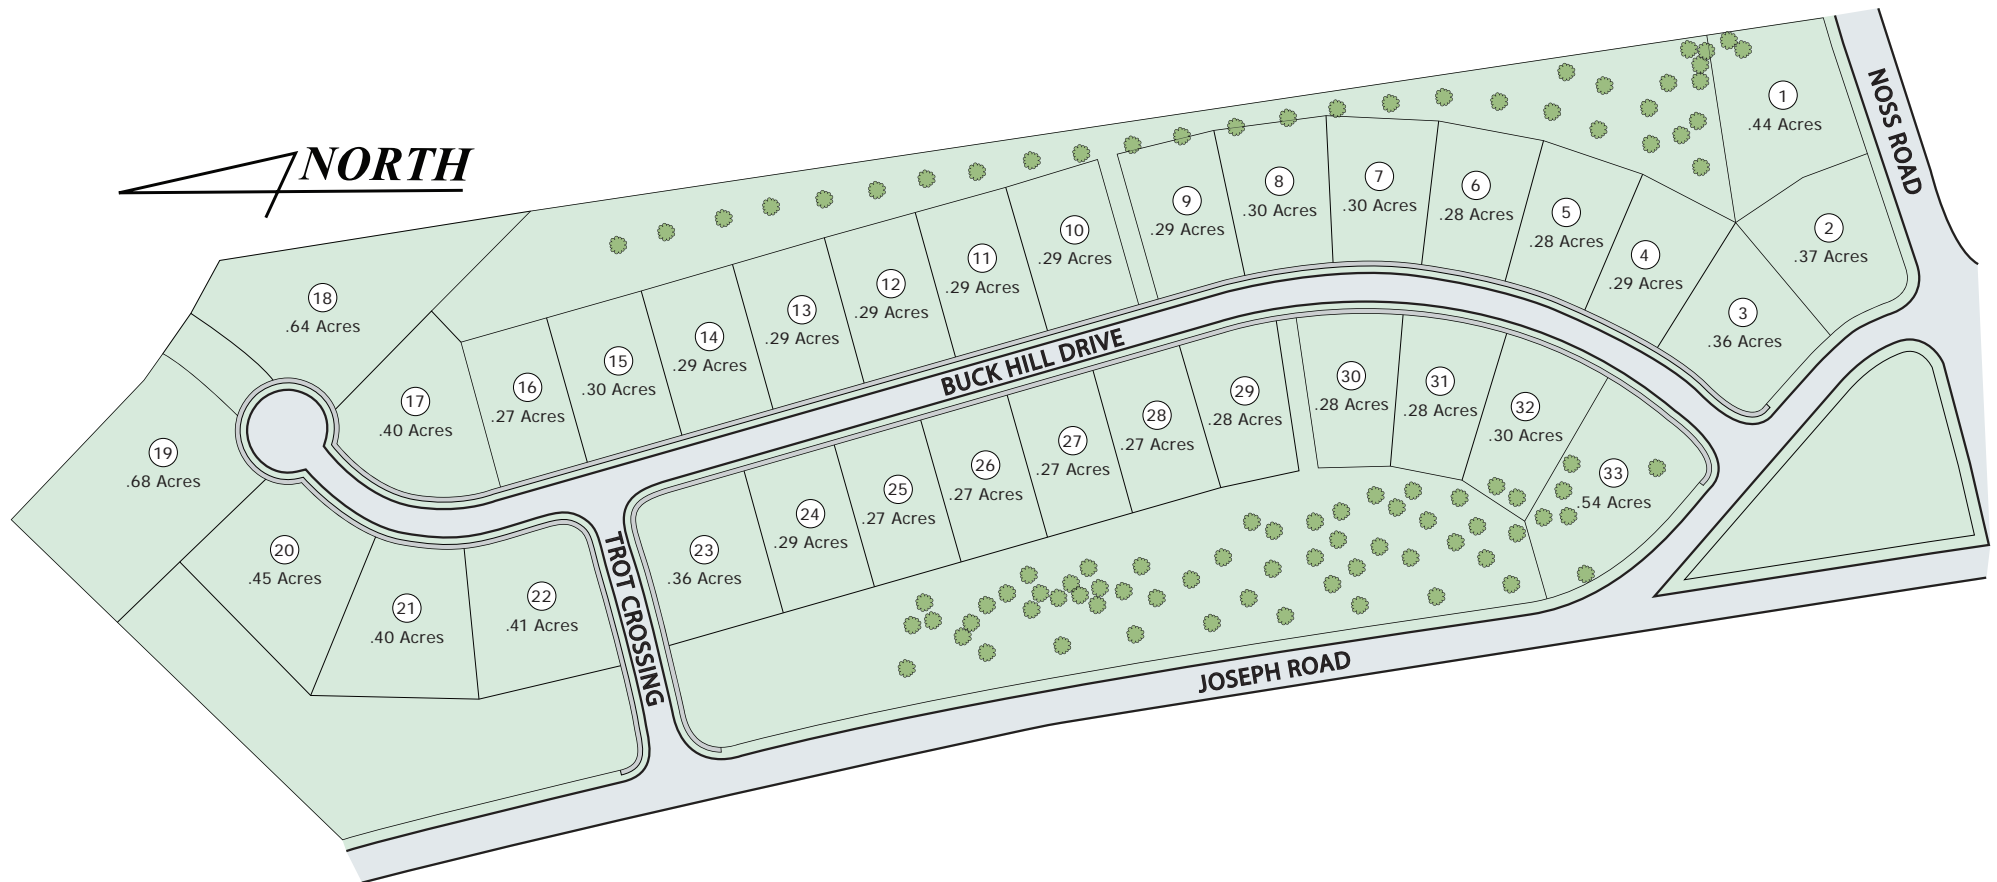 NORTH
NOSS ROAD
1
.44 Acres
2
.37 Acres
3
.36 Acres
4
.29 Acres
5
.28 Acres
6
.28 Acres
7
.30 Acres
8
.30 Acres
9
.29 Acres
10
.29 Acres
11
.29 Acres
12
.29 Acres
13
.29 Acres
14
.29 Acres
15
.30 Acres
16
.27 Acres
17
.40 Acres
18
.64 Acres
19
.68 Acres
20
.45 Acres
21
.40 Acres
22
.41 Acres
23
.36 Acres
24
.29 Acres
25
.27 Acres
26
.27 Acres
27
.27 Acres
28
.27 Acres
29
.28 Acres
30
.28 Acres
31
.28 Acres
32
.30 Acres
33
.54 Acres
BUCK HILL DRIVE
TROT CROSSING
JOSEPH ROAD